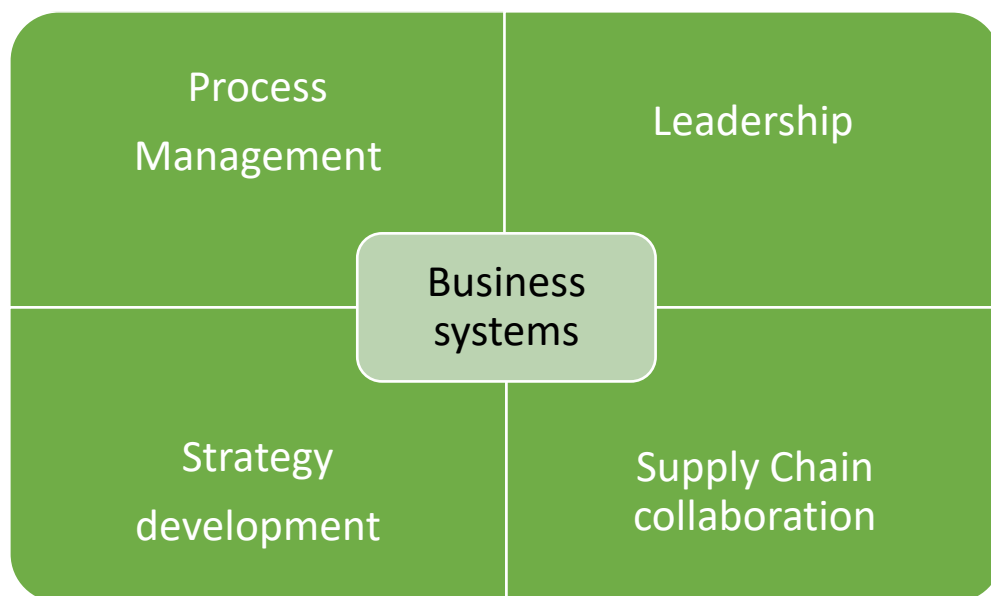 Process
Management
Leadership
Business
systems
Strategy
development
Supply Chain
collaboration